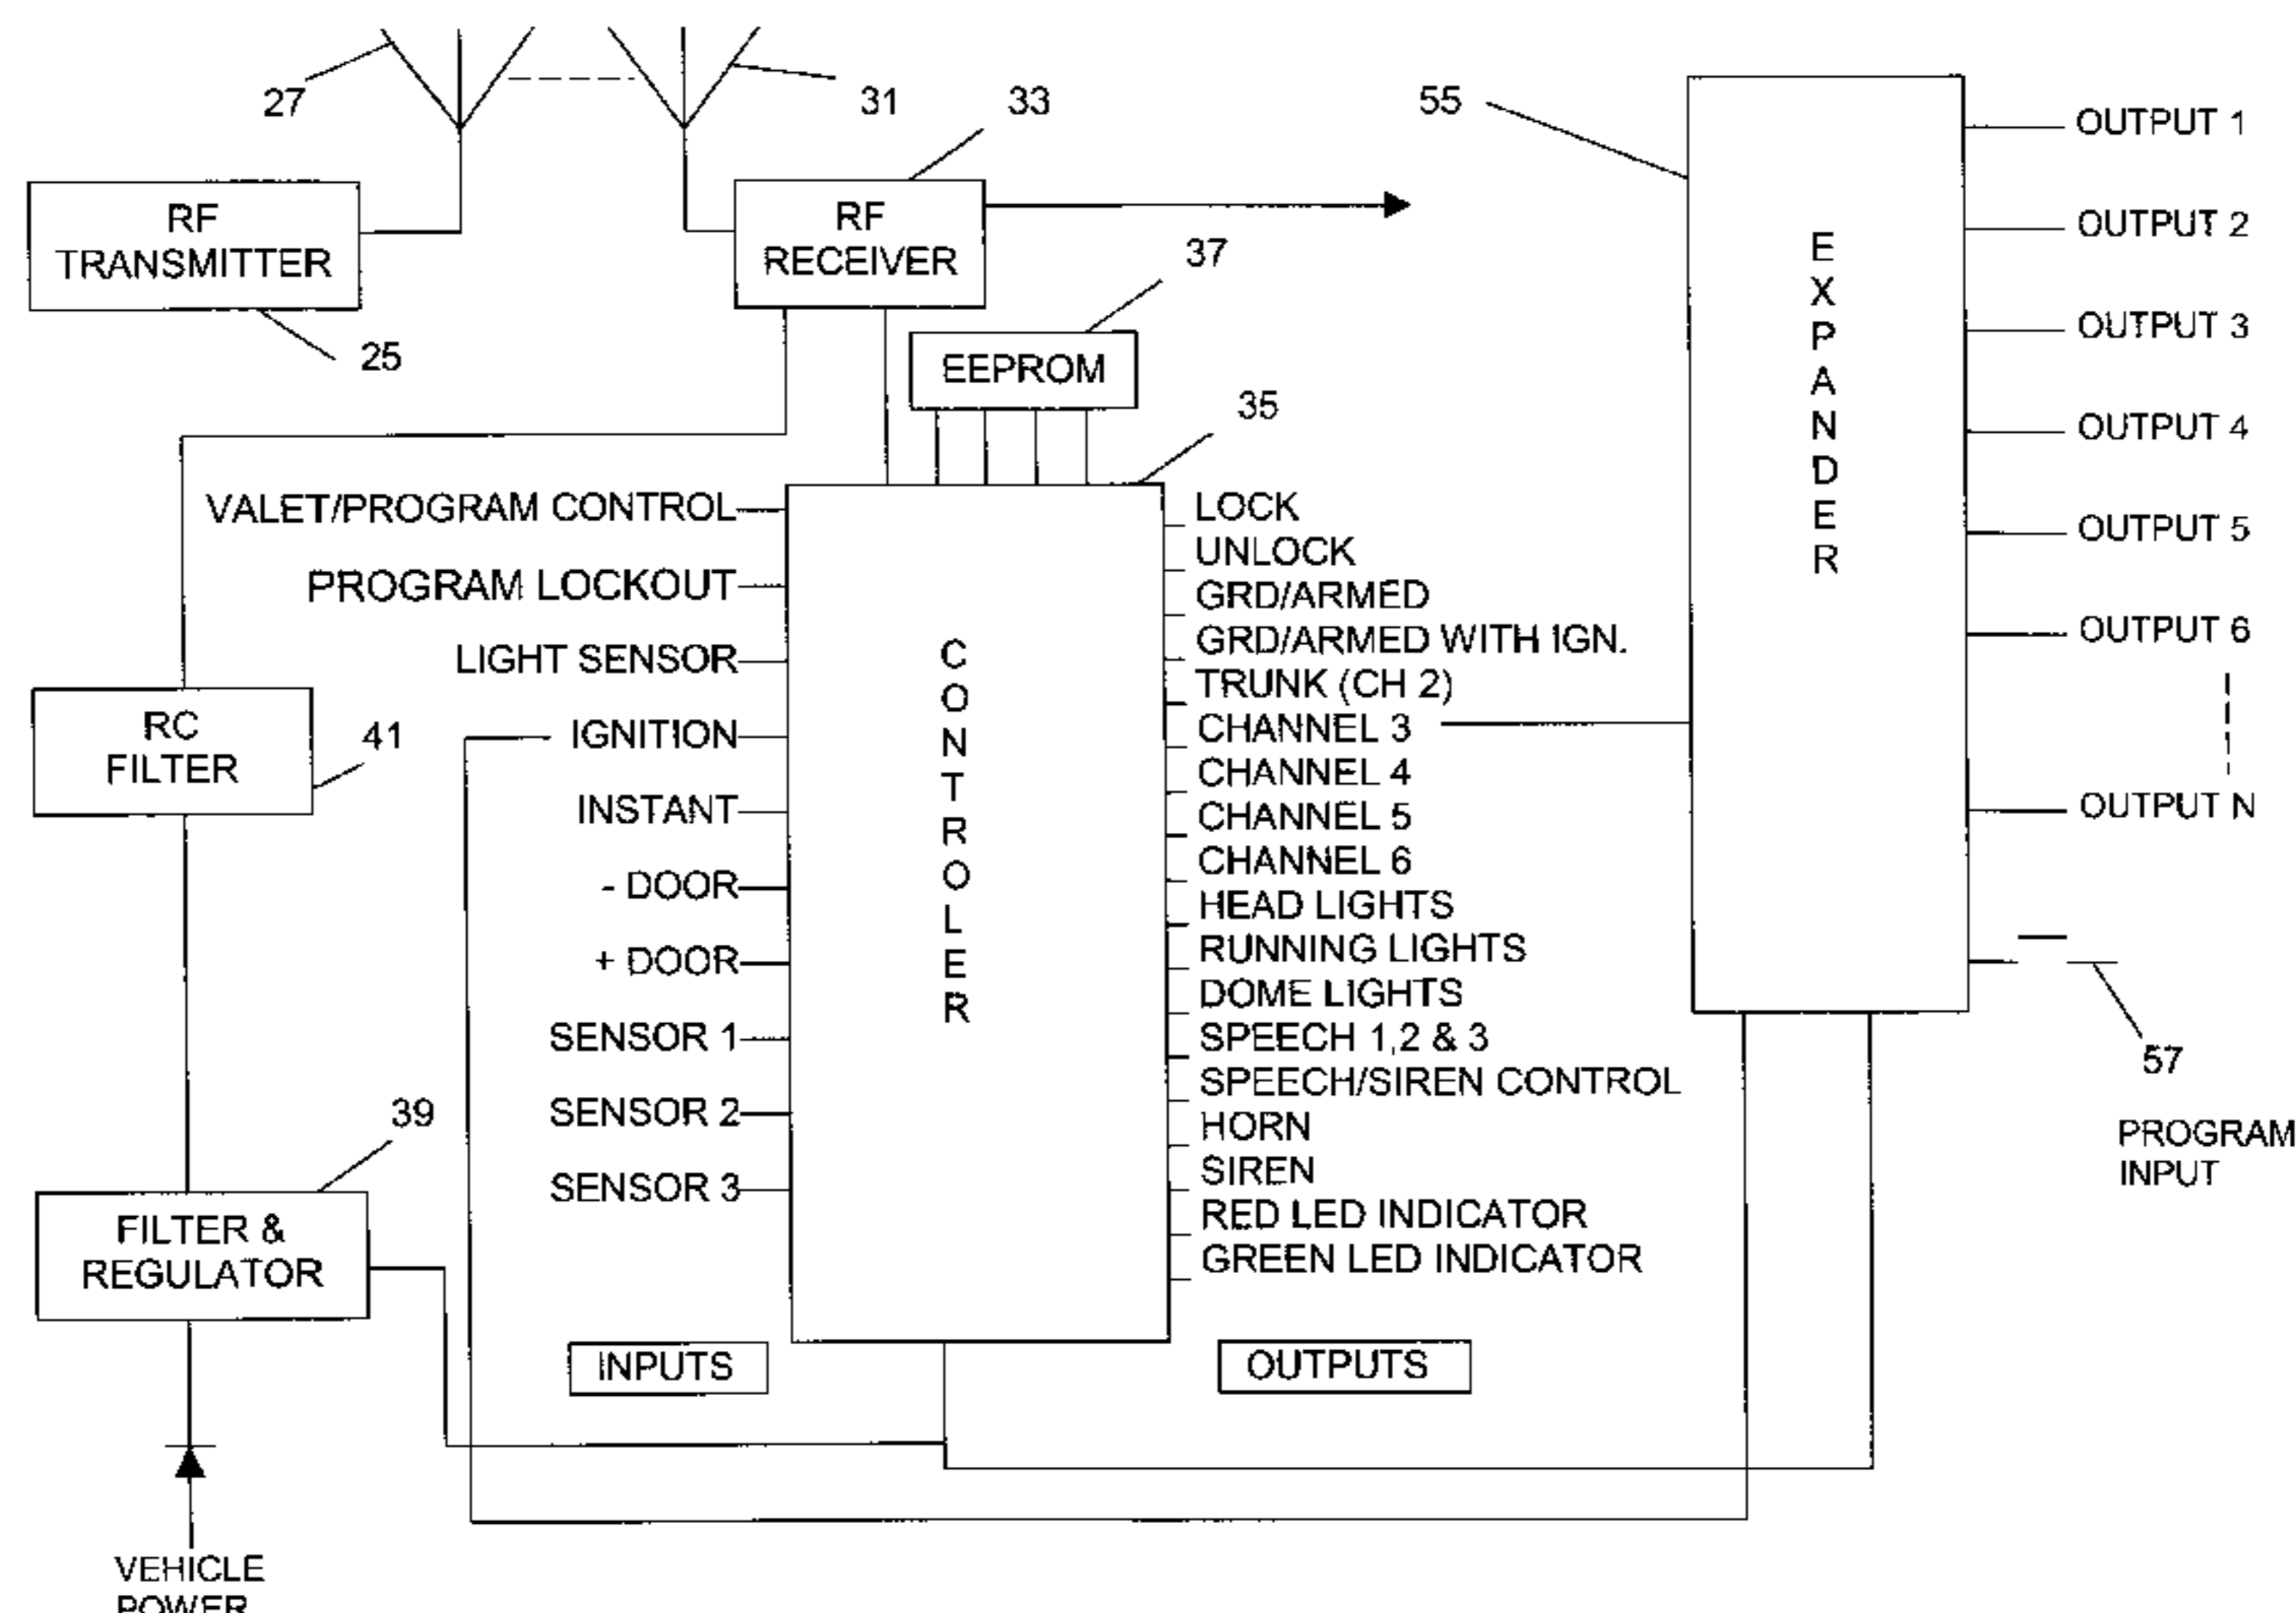 27
31
33
55
RF
TRANSMITTER
25
RF
RECEIVER
37
EEPROM
35
VALET/PROGRAM CONTROL
PROGRAM LOCKOUT
LIGHT SENSOR
IGNITION
INSTANT
- DOOR
+ DOOR
SENSOR 1
SENSOR 2
SENSOR 3
INPUTS
CONTROLER
LOCK
UNLOCK
GRD/ARMED
GRD/ARMED WITH IGN.
TRUNK (CH 2)
CHANNEL 3
CHANNEL 4
CHANNEL 5
CHANNEL 6
HEAD LIGHTS
RUNNING LIGHTS
DOME LIGHTS
SPEECH 1,2 & 3
SPEECH/SIREN CONTROL
HORN
SIREN
RED LED INDICATOR
GREEN LED INDICATOR
OUTPUTS
RC
FILTER
41
39
FILTER &
REGULATOR
VEHICLE
POWER
EXPANDER
OUTPUT 1
OUTPUT 2
OUTPUT 3
OUTPUT 4
OUTPUT 5
OUTPUT 6
OUTPUT N
57
PROGRAM
INPUT